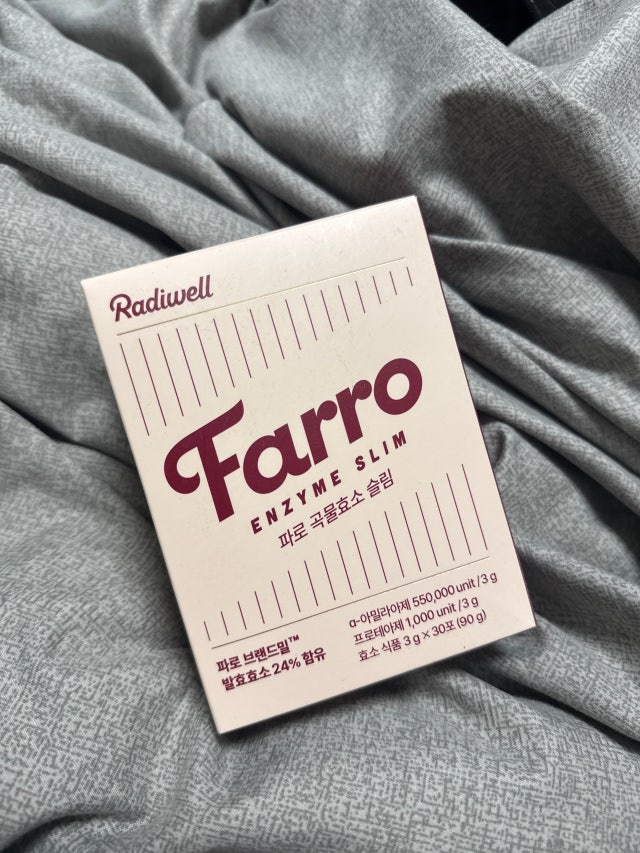 Radiwell
Farro
ENZYME SLIM
파로 곡물효소 슬림
파로 브랜드밀™
발효효소 24% 함유
α-아밀라아제 550,000 unit / 3 g
프로테아제 1,000 unit / 3 g
효소 식품 3 g × 30포 (90 g)